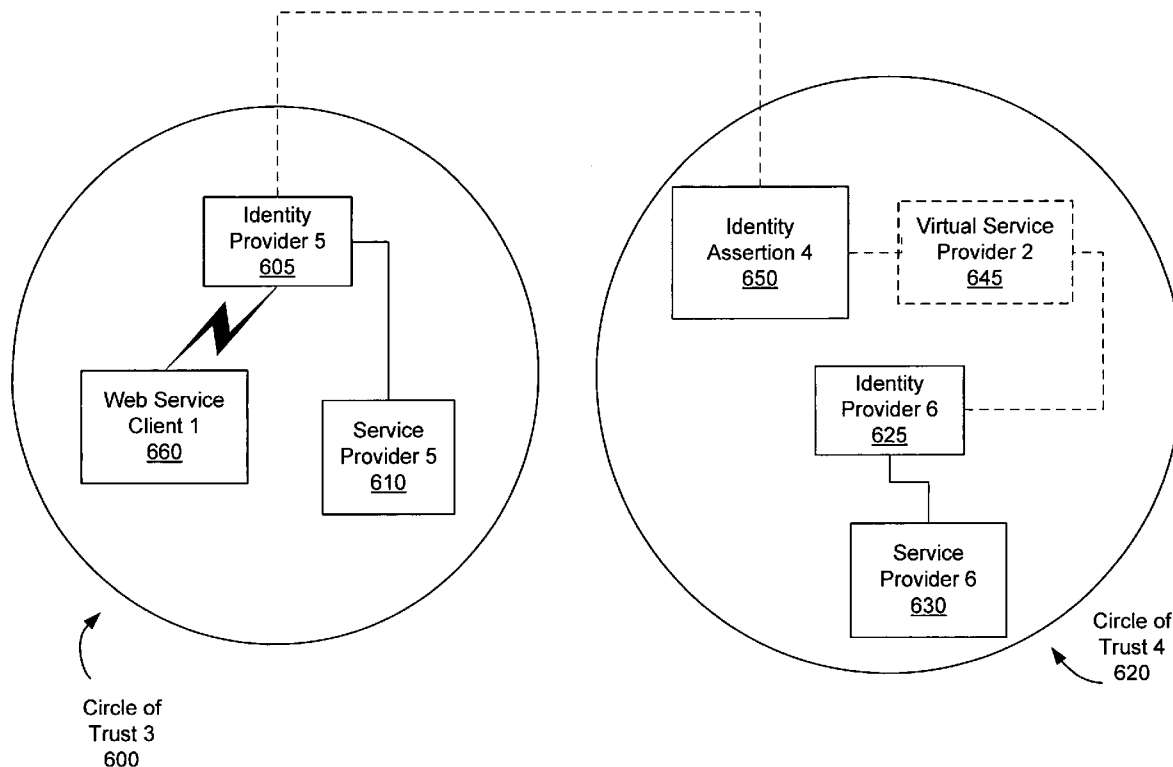 Identity
Provider 5
605
Web Service
Client 1
660
Service
Provider 5
610
Circle of
Trust 3
600
Identity
Assertion 4
650
Virtual Service
Provider 2
645
Identity
Provider 6
625
Service
Provider 6
630
Circle of
Trust 4
620